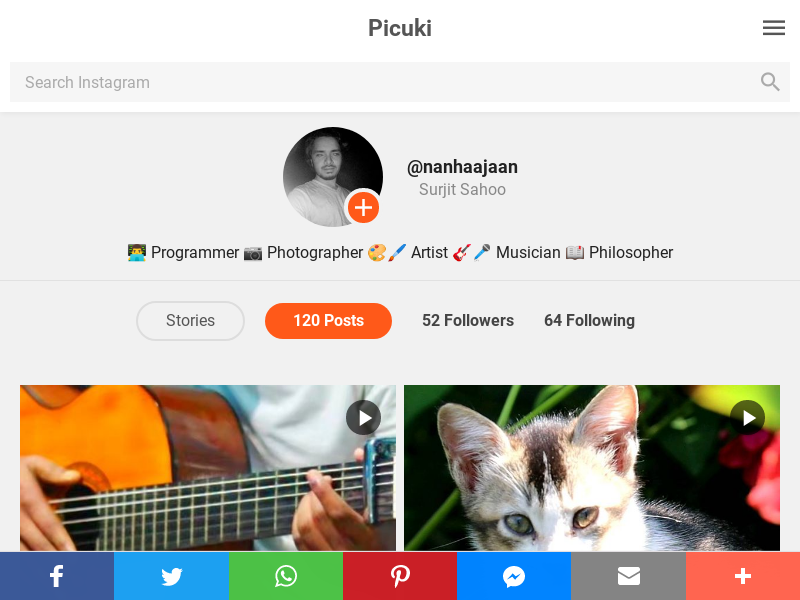 Picuki
Search Instagram
@nanhaajaan
Surjit Sahoo
👨‍💻 Programmer 📷 Photographer 🎨🖌️ Artist 🎸🎤 Musician 📖 Philosopher
Stories
120 Posts
52 Followers
64 Following